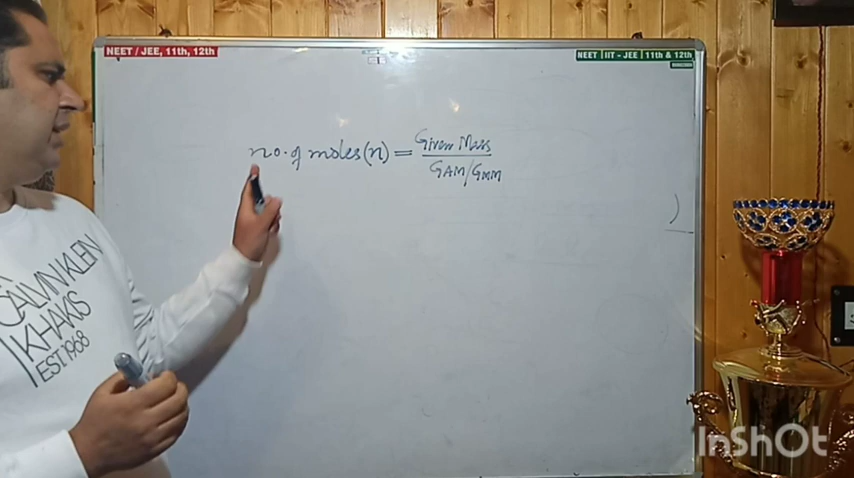 NEET / JEE, 11th, 12th
NEET | IIT - JEE | 11th & 12th
no. of moles (n) = Given Mass
GAM/GMM
CALVIN KLEIN
KHAKIS
EST 1968
InShOt